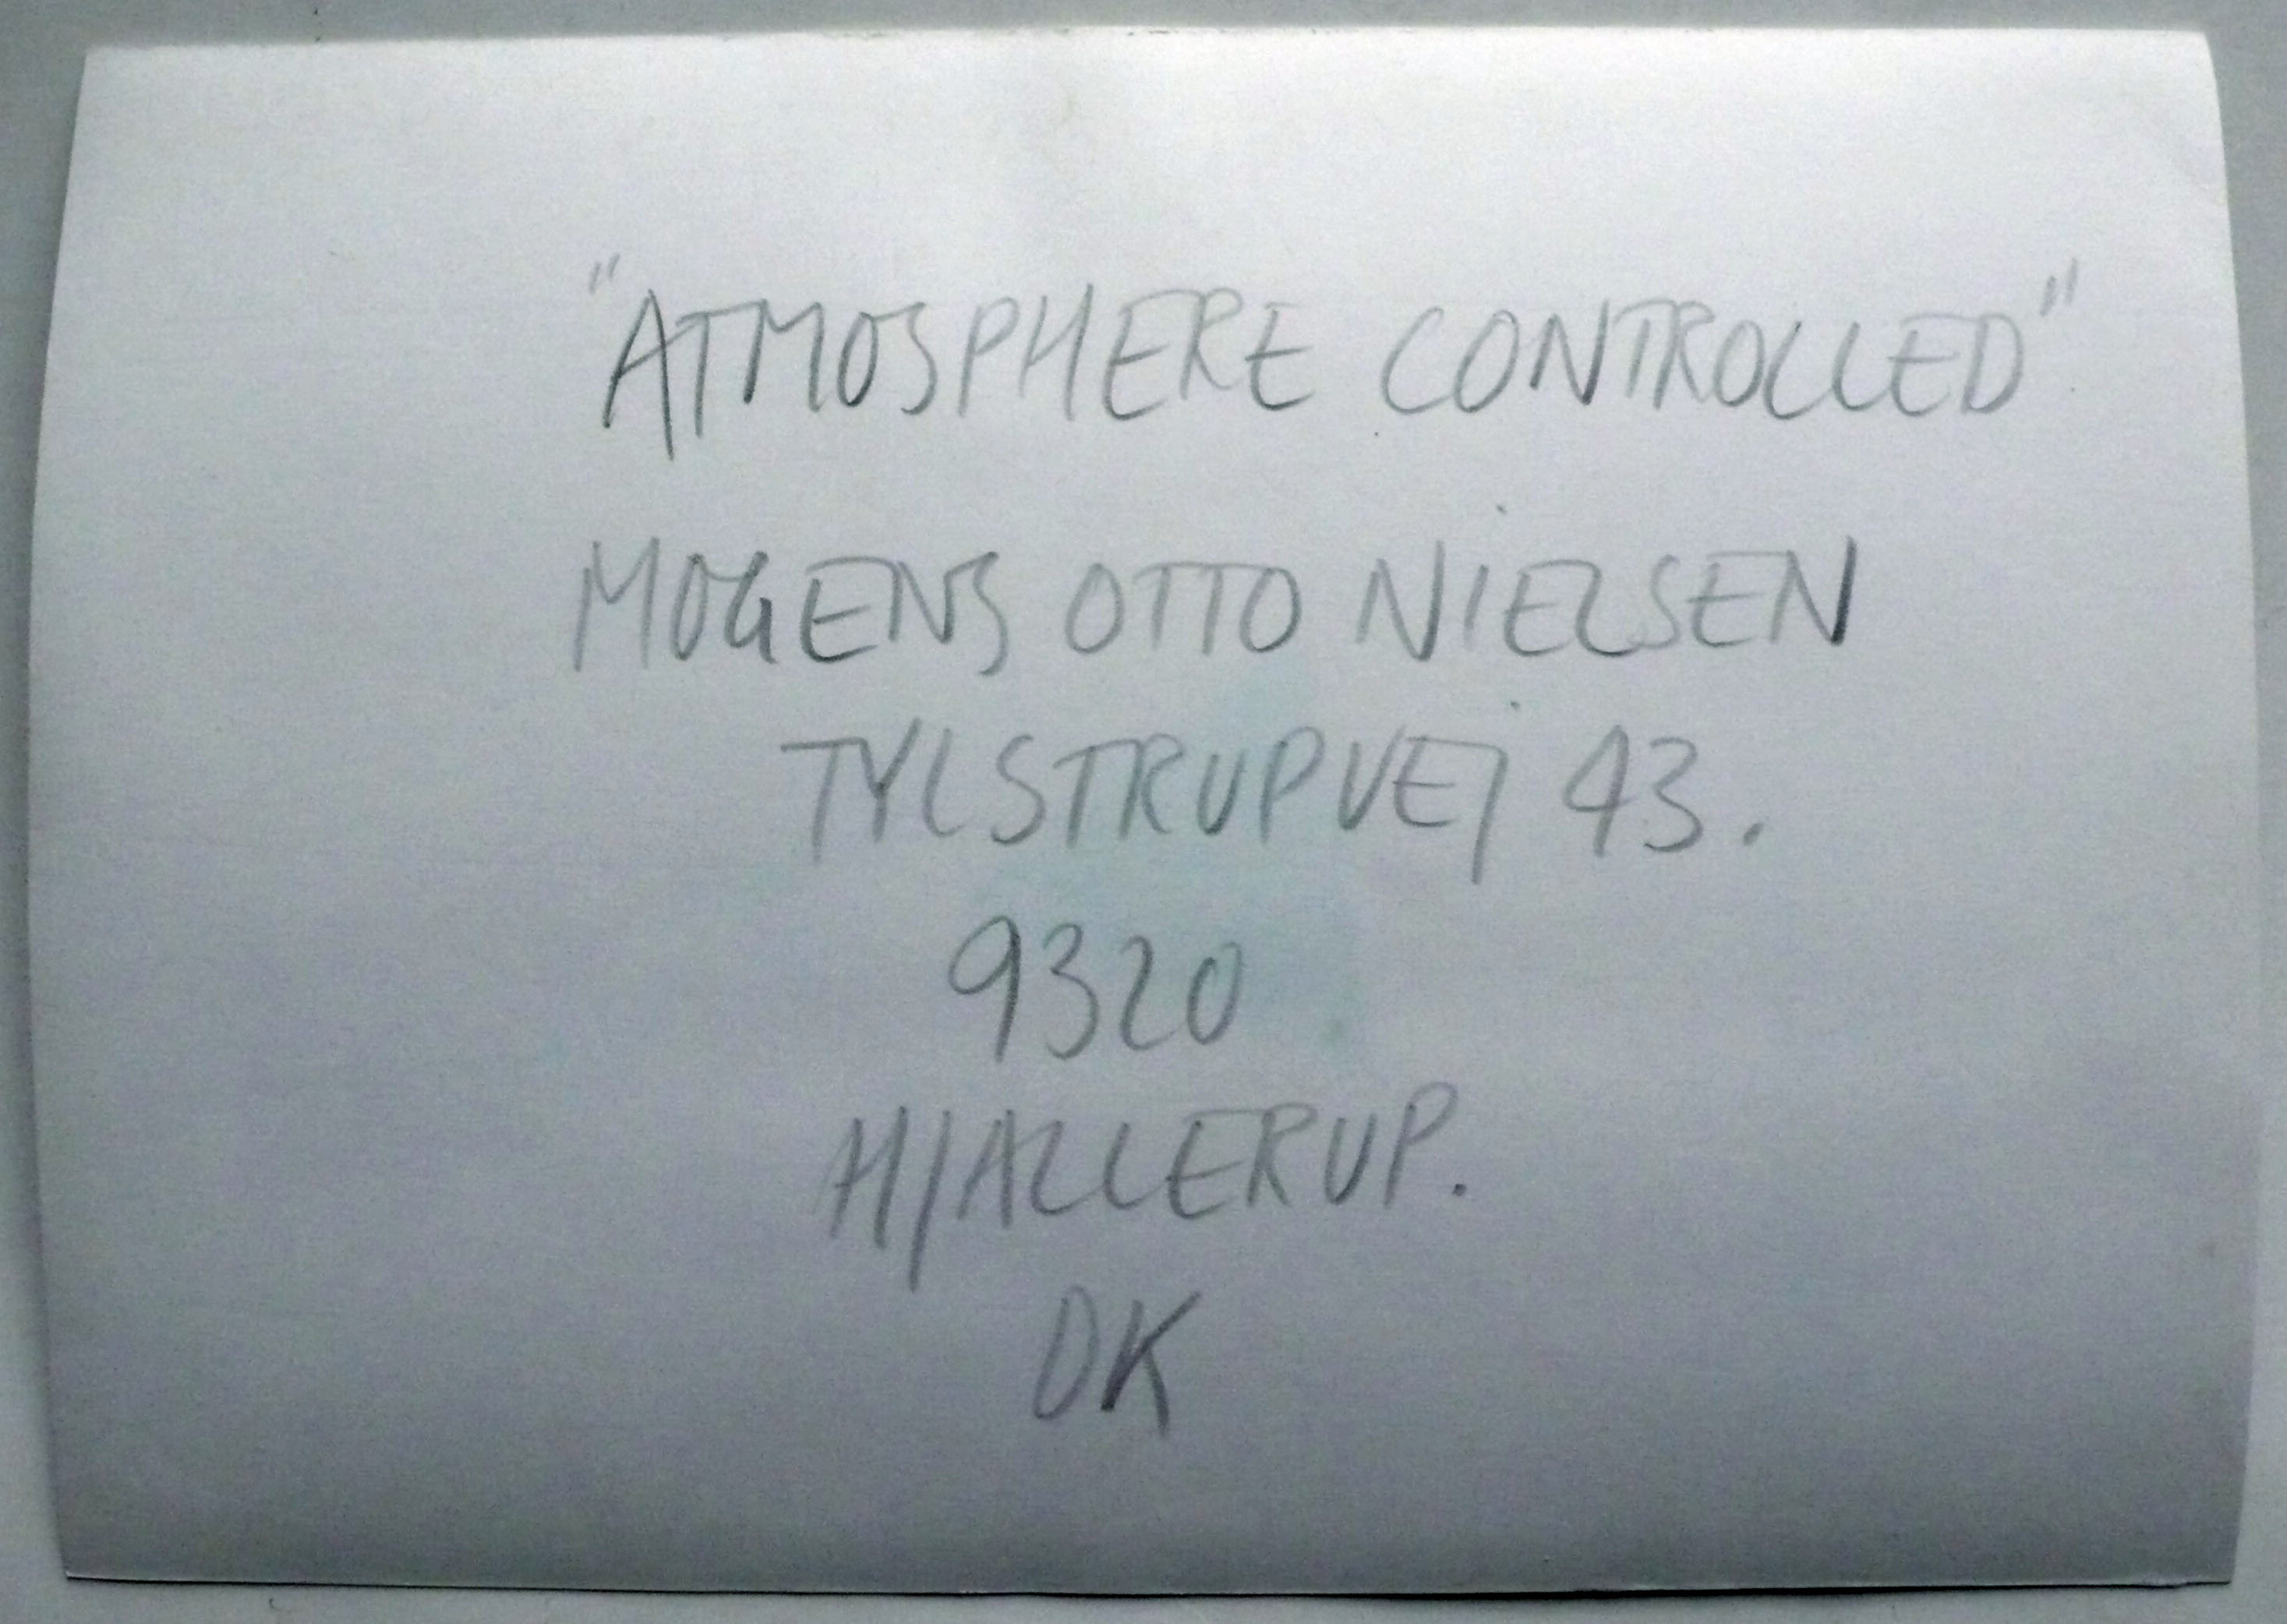 "ATMOSPHERE CONTROLLED"
MOGENS OTTO NIELSEN
TYLSTRUPVEJ 43.
9320
HJALLERUP.
DK